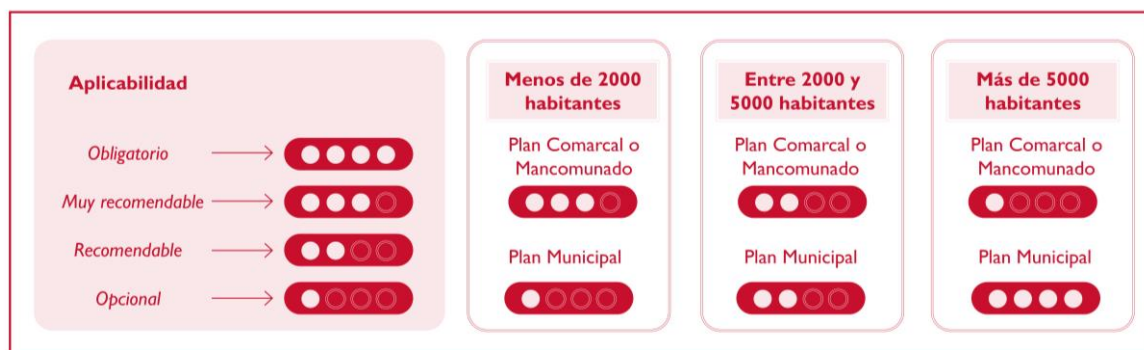 Aplicabilidad
Obligatorio
Muy recomendable
Recomendable
Opcional
Menos de 2000
habitantes
Plan Comarcal o
Mancomunado
Plan Municipal
Entre 2000 y
5000 habitantes
Plan Comarcal o
Mancomunado
Plan Municipal
Más de 5000
habitantes
Plan Comarcal o
Mancomunado
Plan Municipal